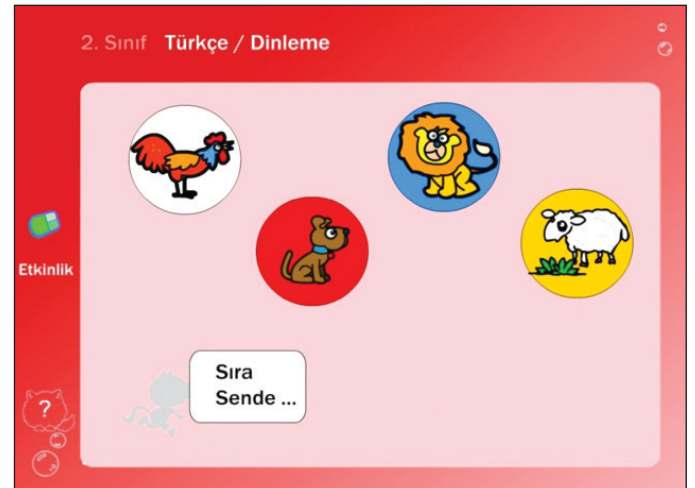 2. Sınıf Türkçe / Dinleme
Etkinlik
Sıra
Sende ...
?